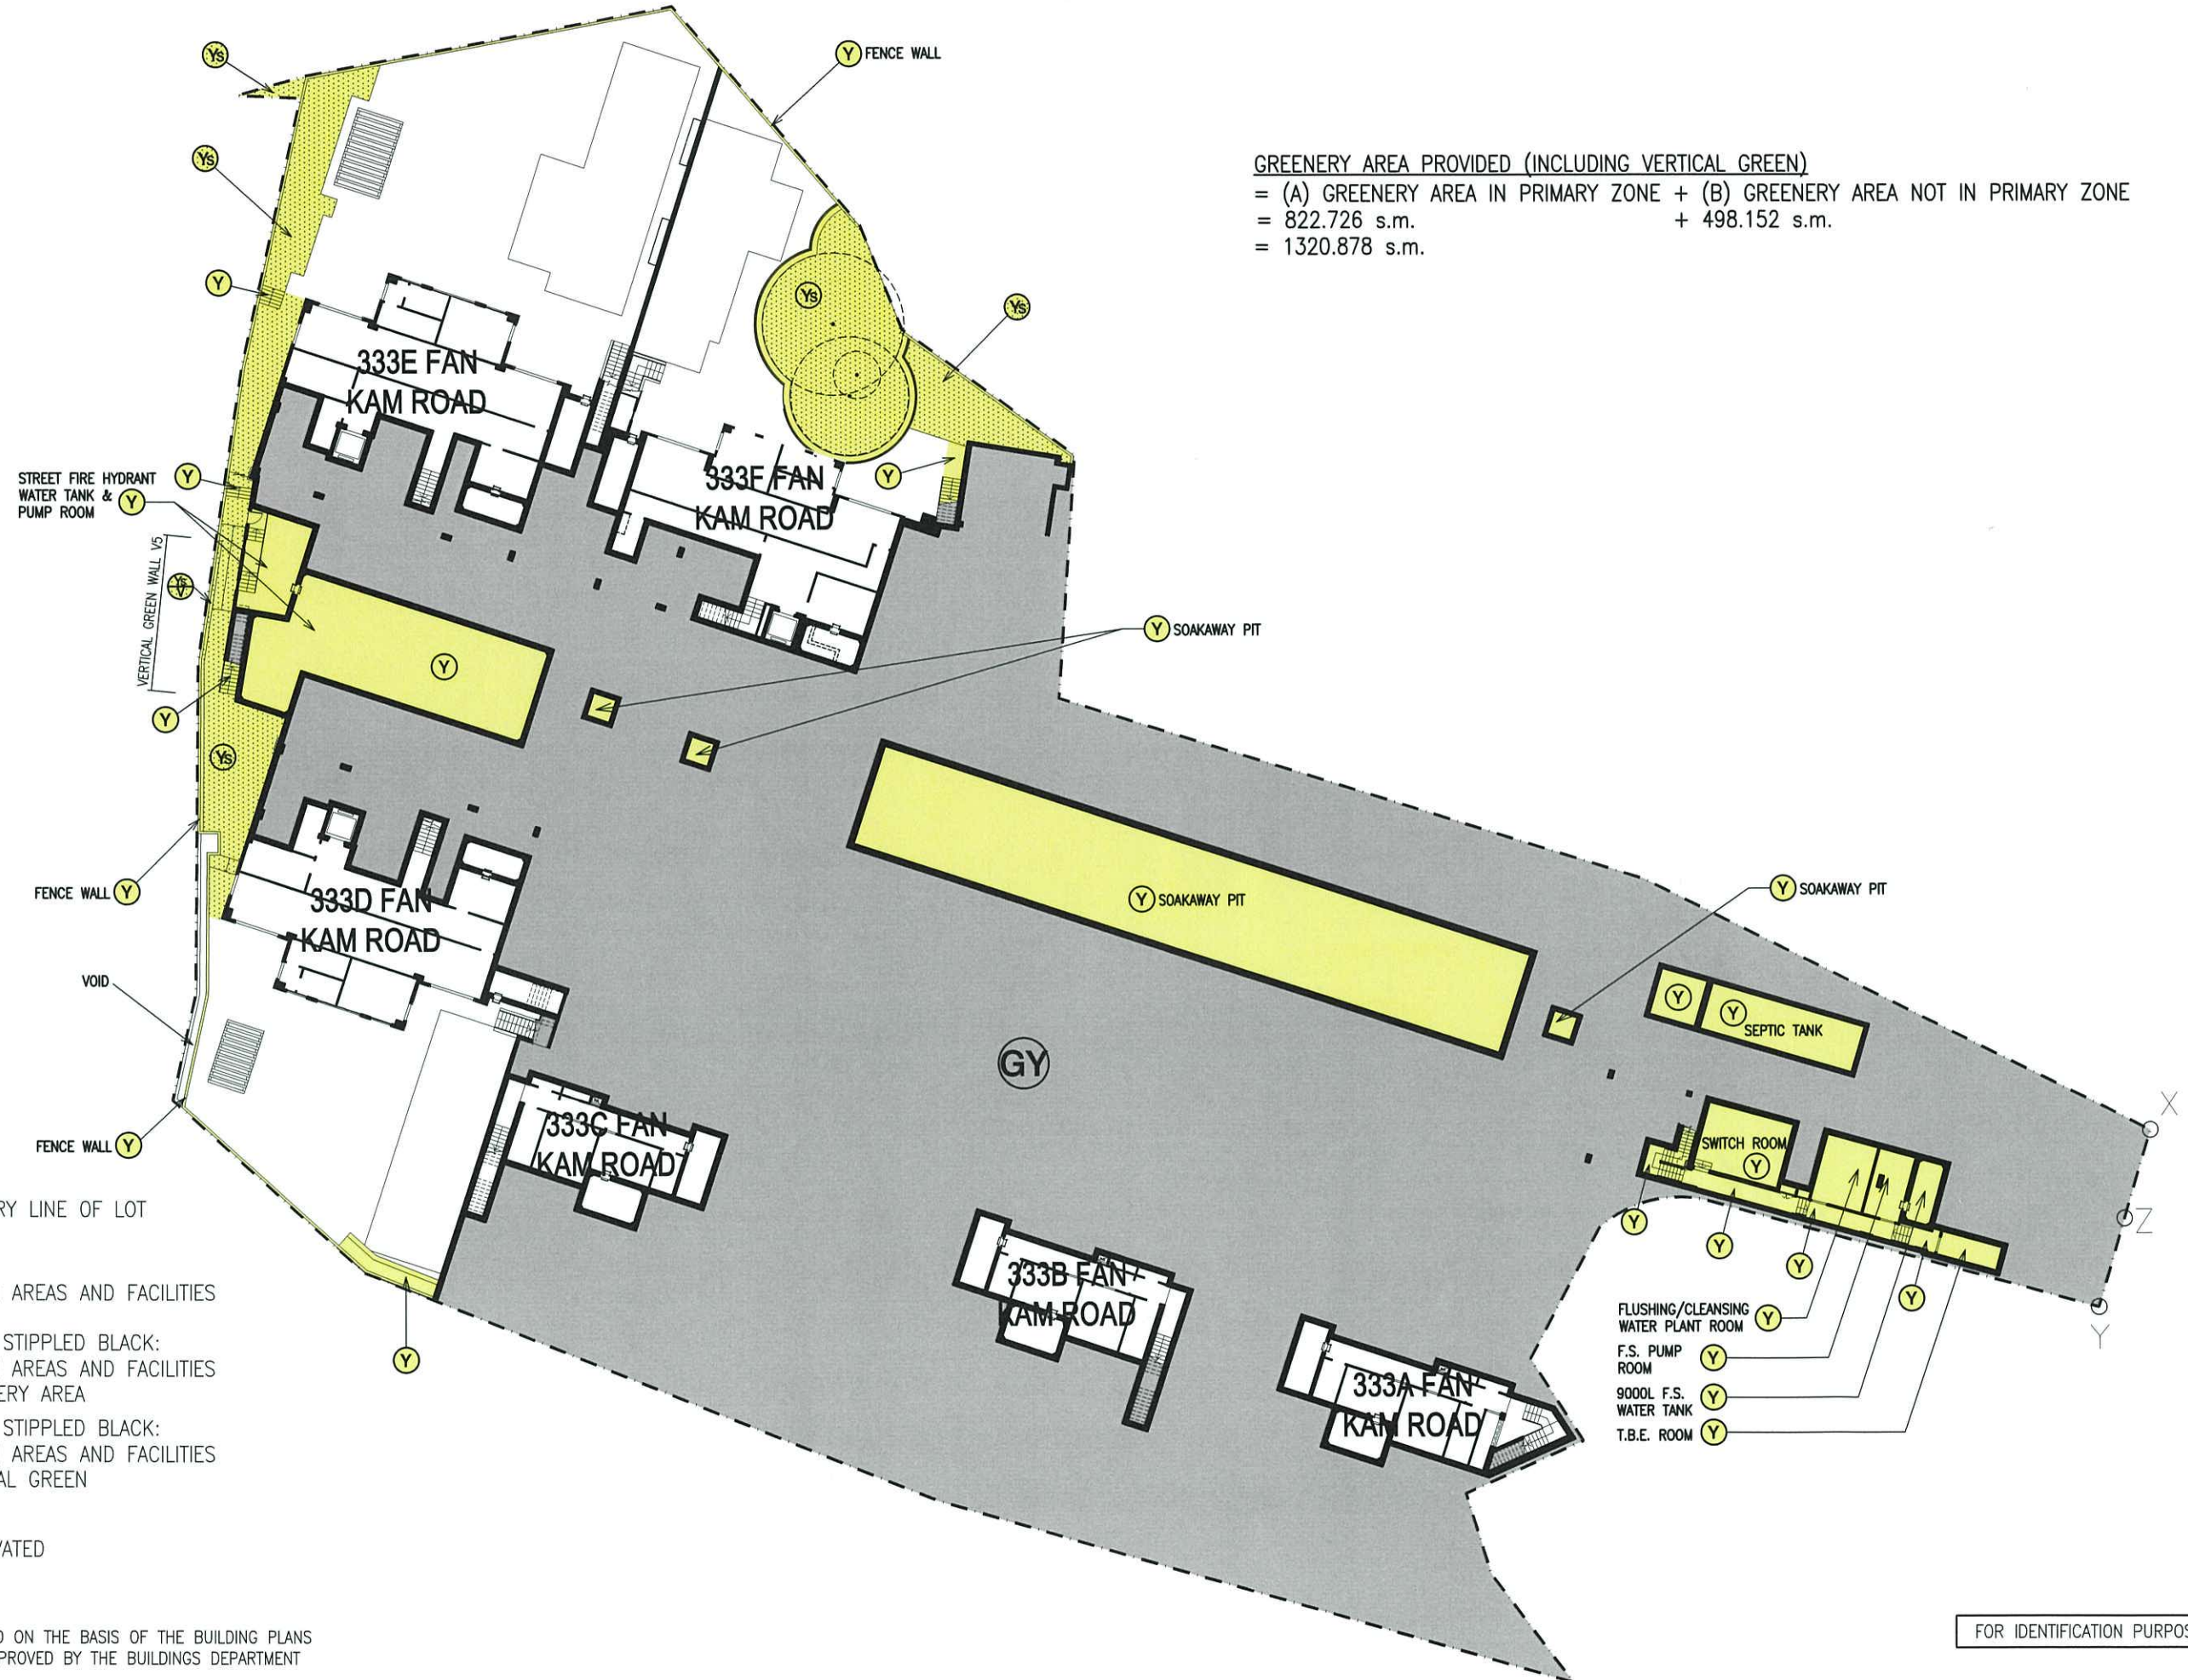 Ys
Y FENCE WALL
GREENERY AREA PROVIDED (INCLUDING VERTICAL GREEN)
= (A) GREENERY AREA IN PRIMARY ZONE + (B) GREENERY AREA NOT IN PRIMARY ZONE
= 822.726 s.m. + 498.152 s.m.
= 1320.878 s.m.
Ys
Y
Ys
Ys
333E FAN
KAM ROAD
333F FAN
KAM ROAD
Y
STREET FIRE HYDRANT
WATER TANK &
PUMP ROOM
Y
Y
VERTICAL GREEN WALL V5
Ys
V
Y
Y SOAKAWAY PIT
Y
Ys
FENCE WALL Y
333D FAN
KAM ROAD
Y SOAKAWAY PIT
Y SOAKAWAY PIT
VOID
Y
Y
SEPTIC TANK
GY
FENCE WALL Y
333C FAN
KAM ROAD
SWITCH ROOM
Y
X
Z
Y
Y
Y
Y
Y
Y
RY LINE OF LOT
333B FAN
KAM ROAD
FLUSHING/CLEANSING
WATER PLANT ROOM
Y
F.S. PUMP
ROOM
Y
9000L F.S.
WATER TANK
Y
T.B.E. ROOM Y
333A FAN
KAM ROAD
Y
AREAS AND FACILITIES
STIPPLED BLACK:
AREAS AND FACILITIES
ERY AREA
STIPPLED BLACK:
AREAS AND FACILITIES
AL GREEN
VATED
D ON THE BASIS OF THE BUILDING PLANS
PROVED BY THE BUILDINGS DEPARTMENT
FOR IDENTIFICATION PURPOS